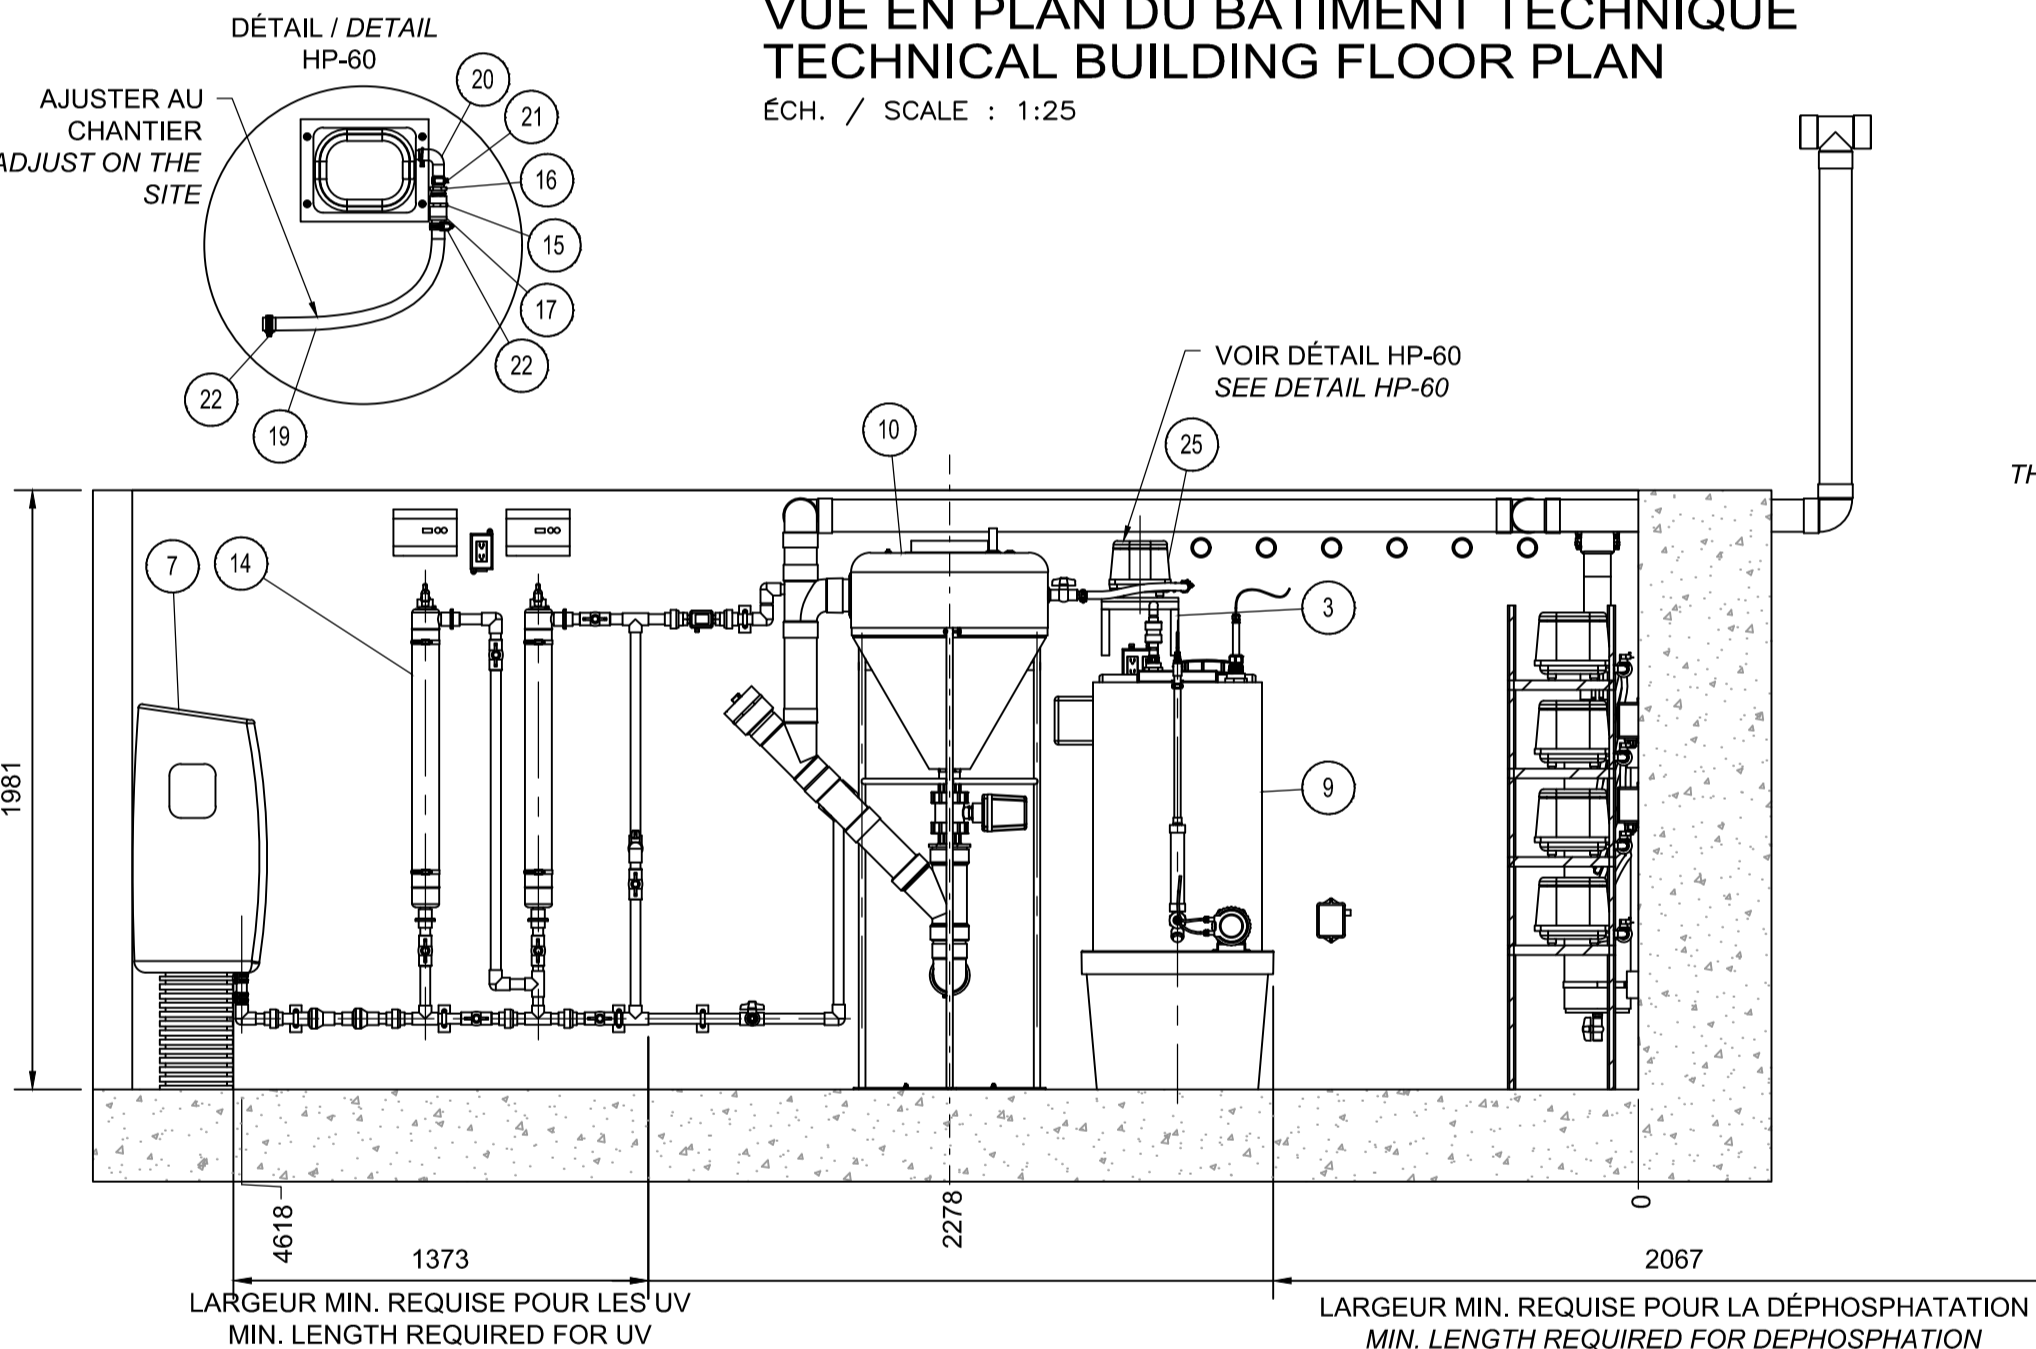 VUE EN PLAN DU BÂTIMENT TECHNIQUE
TECHNICAL BUILDING FLOOR PLAN
ÉCH. / SCALE : 1:25
DÉTAIL / DETAIL
HP-60
AJUSTER AU
CHANTIER
ADJUST ON THE
SITE
20
21
16
15
17
22
22
19
VOIR DÉTAIL HP-60
SEE DETAIL HP-60
10
25
TH
7
14
3
9
1981
4618
2278
0
1373
2067
LARGEUR MIN. REQUISE POUR LES UV
MIN. LENGTH REQUIRED FOR UV
LARGEUR MIN. REQUISE POUR LA DÉPHOSPHATATION
MIN. LENGTH REQUIRED FOR DEPHOSPHATION